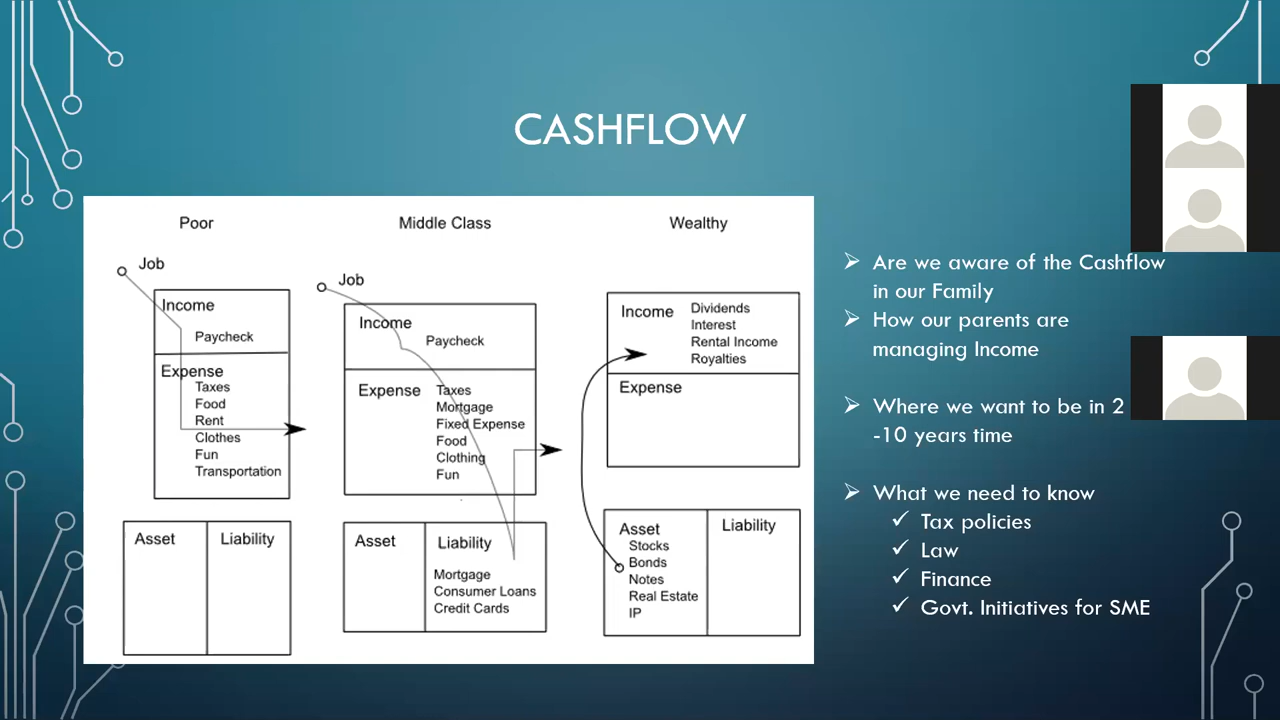 CASHFLOW
Poor
Job
Income
Paycheck
Expense
Taxes
Food
Rent
Clothes
Fun
Transportation
Asset
Liability
Middle Class
Job
Income
Paycheck
Expense
Taxes
Mortgage
Fixed Expense
Food
Clothing
Fun
Asset
Liability
Mortgage
Consumer Loans
Credit Cards
Wealthy
Income
Dividends
Interest
Rental Income
Royalties
Expense
Asset
Stocks
Bonds
Notes
Real Estate
IP
Liability
Are we aware of the Cashflow
in our Family
How our parents are
managing Income
Where we want to be in 2
-10 years time
What we need to know
Tax policies
Law
Finance
Govt. Initiatives for SME